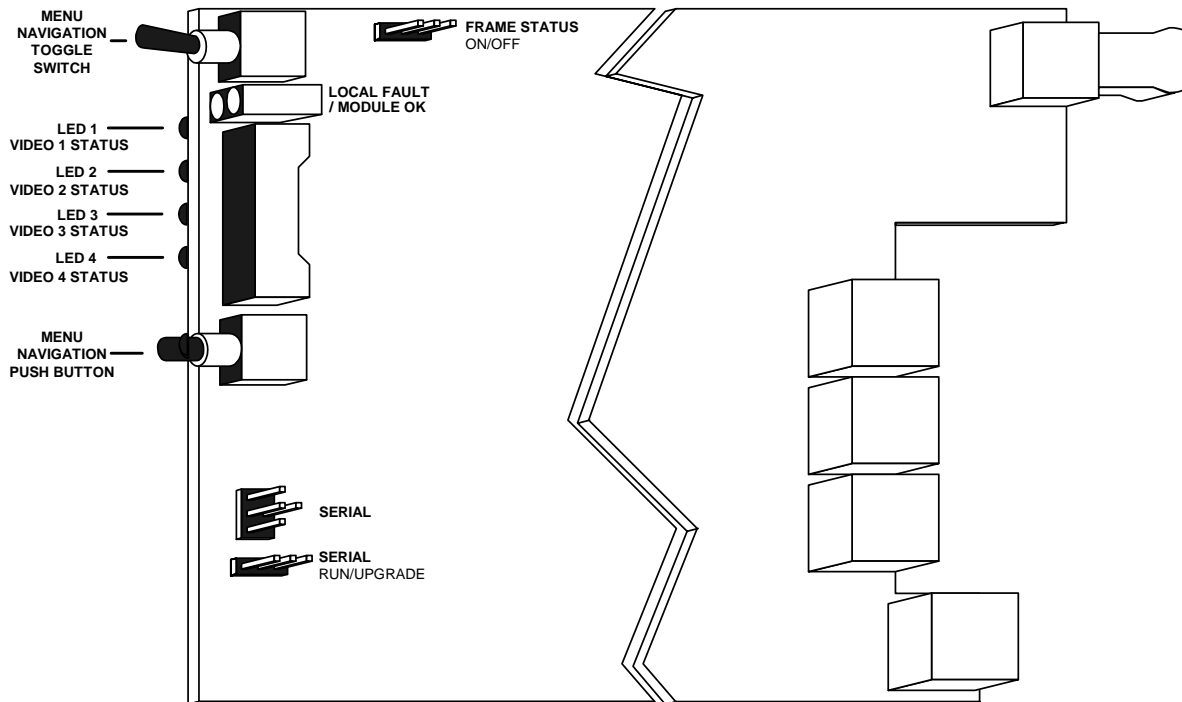 MENU
NAVIGATION
TOGGLE
SWITCH
FRAME STATUS
ON/OFF
LOCAL FAULT
/ MODULE OK
LED 1
VIDEO 1 STATUS
LED 2
VIDEO 2 STATUS
LED 3
VIDEO 3 STATUS
LED 4
VIDEO 4 STATUS
MENU
NAVIGATION
PUSH BUTTON
SERIAL
SERIAL
RUN/UPGRADE